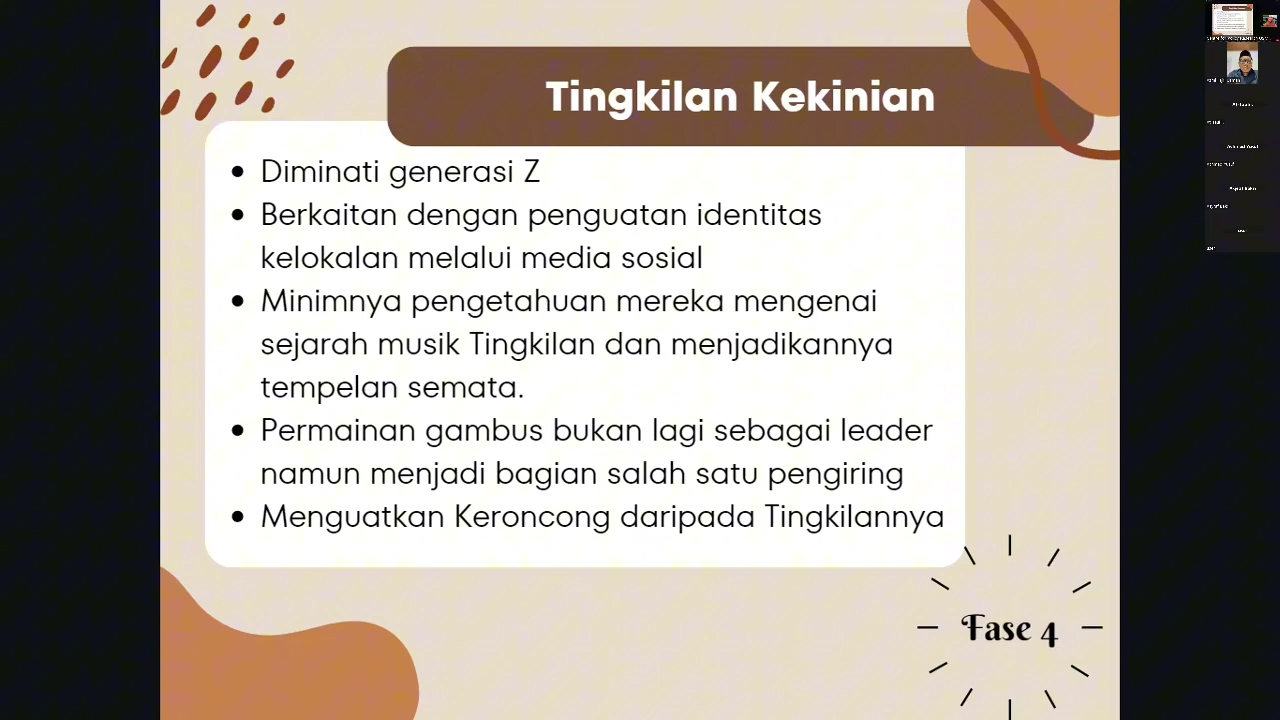 Tingkilan Kekinian
• Diminati generasi Z
• Berkaitan dengan penguatan identitas
kelokalan melalui media sosial
• Minimnya pengetahuan mereka mengenai
sejarah musik Tingkilan dan menjadikannya
tempelan semata.
• Permainan gambus bukan lagi sebagai leader
namun menjadi bagian salah satu pengiring
• Menguatkan Keroncong daripada Tingkilannya
Fase 4